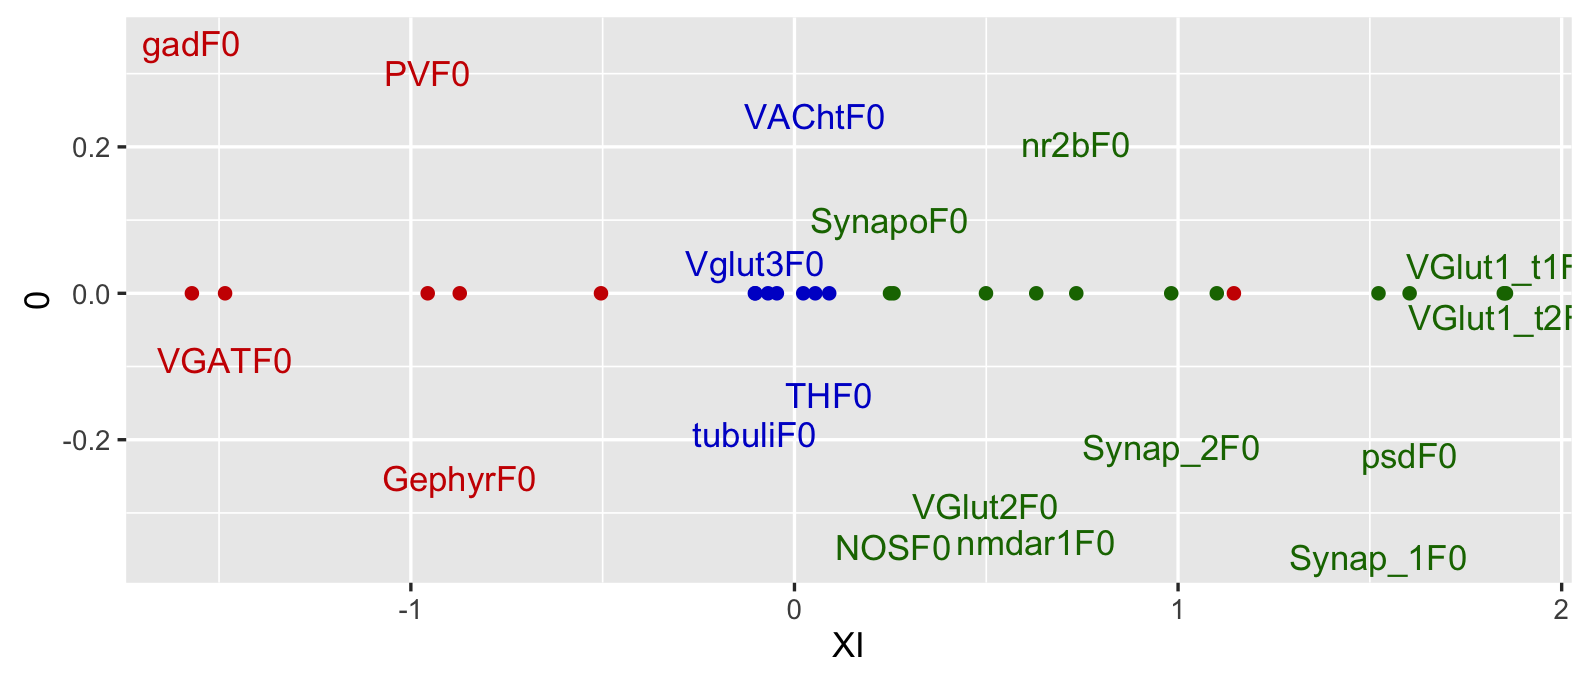 gadF0
PVF0
VAChtF0
nr2bF0
0.2
SynapoF0
Vglut3F0
VGlut1_t1F
0.0
0
VGlut1_t2F
VGATF0
THF0
tubuliF0
-0.2
Synap_2F0
psdF0
GephyrF0
VGlut2F0
NOSF0
nmdar1F0
Synap_1F0
-1
0
1
2
XI